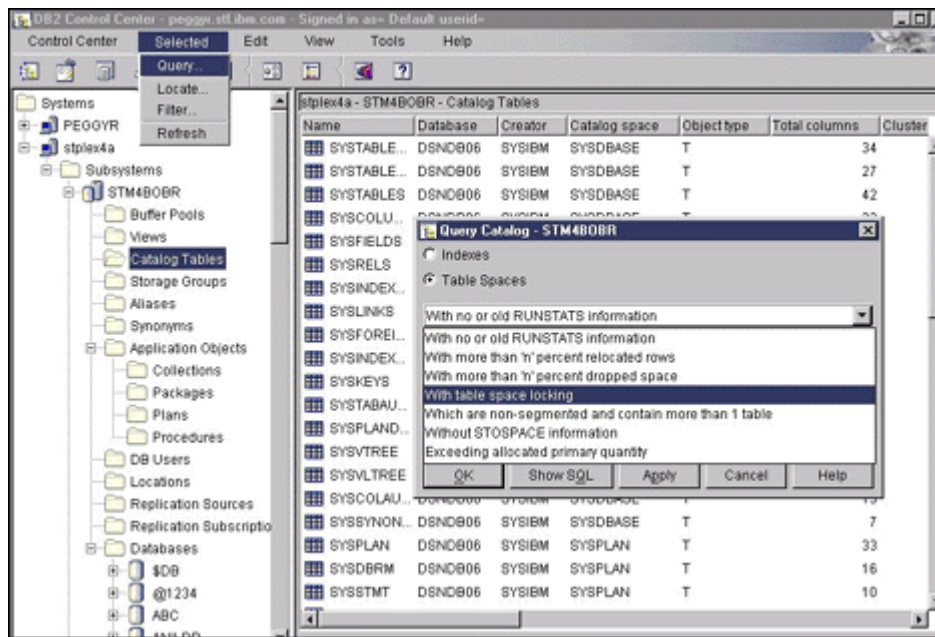 DB2 Control Center - peggyr.stl.ibm.com - Signed in as= Default userid=
Control Center Selected Edit View Tools Help
Query...
Locate...
Filter...
Refresh
Systems
PEGGYR
stplex4a
Subsystems
STM4BOBR
Buffer Pools
Views
Catalog Tables
Storage Groups
Aliases
Synonyms
Application Objects
Collections
Packages
Plans
Procedures
DB Users
Locations
Replication Sources
Replication Subscriptio
Databases
$DB
@1234
ABC
stplex4a - STM4BOBR - Catalog Tables
Name Database Creator Catalog space Object type Total columns Cluster
SYSTABLE... DSNDB06 SYSIBM SYSDBASE T 34
SYSTABLE... DSNDB06 SYSIBM SYSDBASE T 27
SYSTABLES DSNDB06 SYSIBM SYSDBASE T 42
SYSCOLU...
SYSFIELDS
SYSRELS
SYSINDEX...
SYSLINKS
SYSFOREI...
SYSINDEX...
SYSKEYS
SYSTABAU...
SYSPLAND...
SYSVTREE
SYSVLTREE
SYSCOLAU...
SYSSYNON... DSNDB06 SYSIBM SYSDBASE T 7
SYSPLAN DSNDB06 SYSIBM SYSPLAN T 33
SYSDBRM DSNDB06 SYSIBM SYSPLAN T 16
SYSSTMT DSNDB06 SYSIBM SYSPLAN T 10
Query Catalog - STM4BOBR
Indexes
Table Spaces
With no or old RUNSTATS information
With no or old RUNSTATS information
With more than 'n' percent relocated rows
With more than 'n' percent dropped space
With table space locking
Which are non-segmented and contain more than 1 table
Without STOSPACE information
Exceeding allocated primary quantity
OK Show SQL Apply Cancel Help